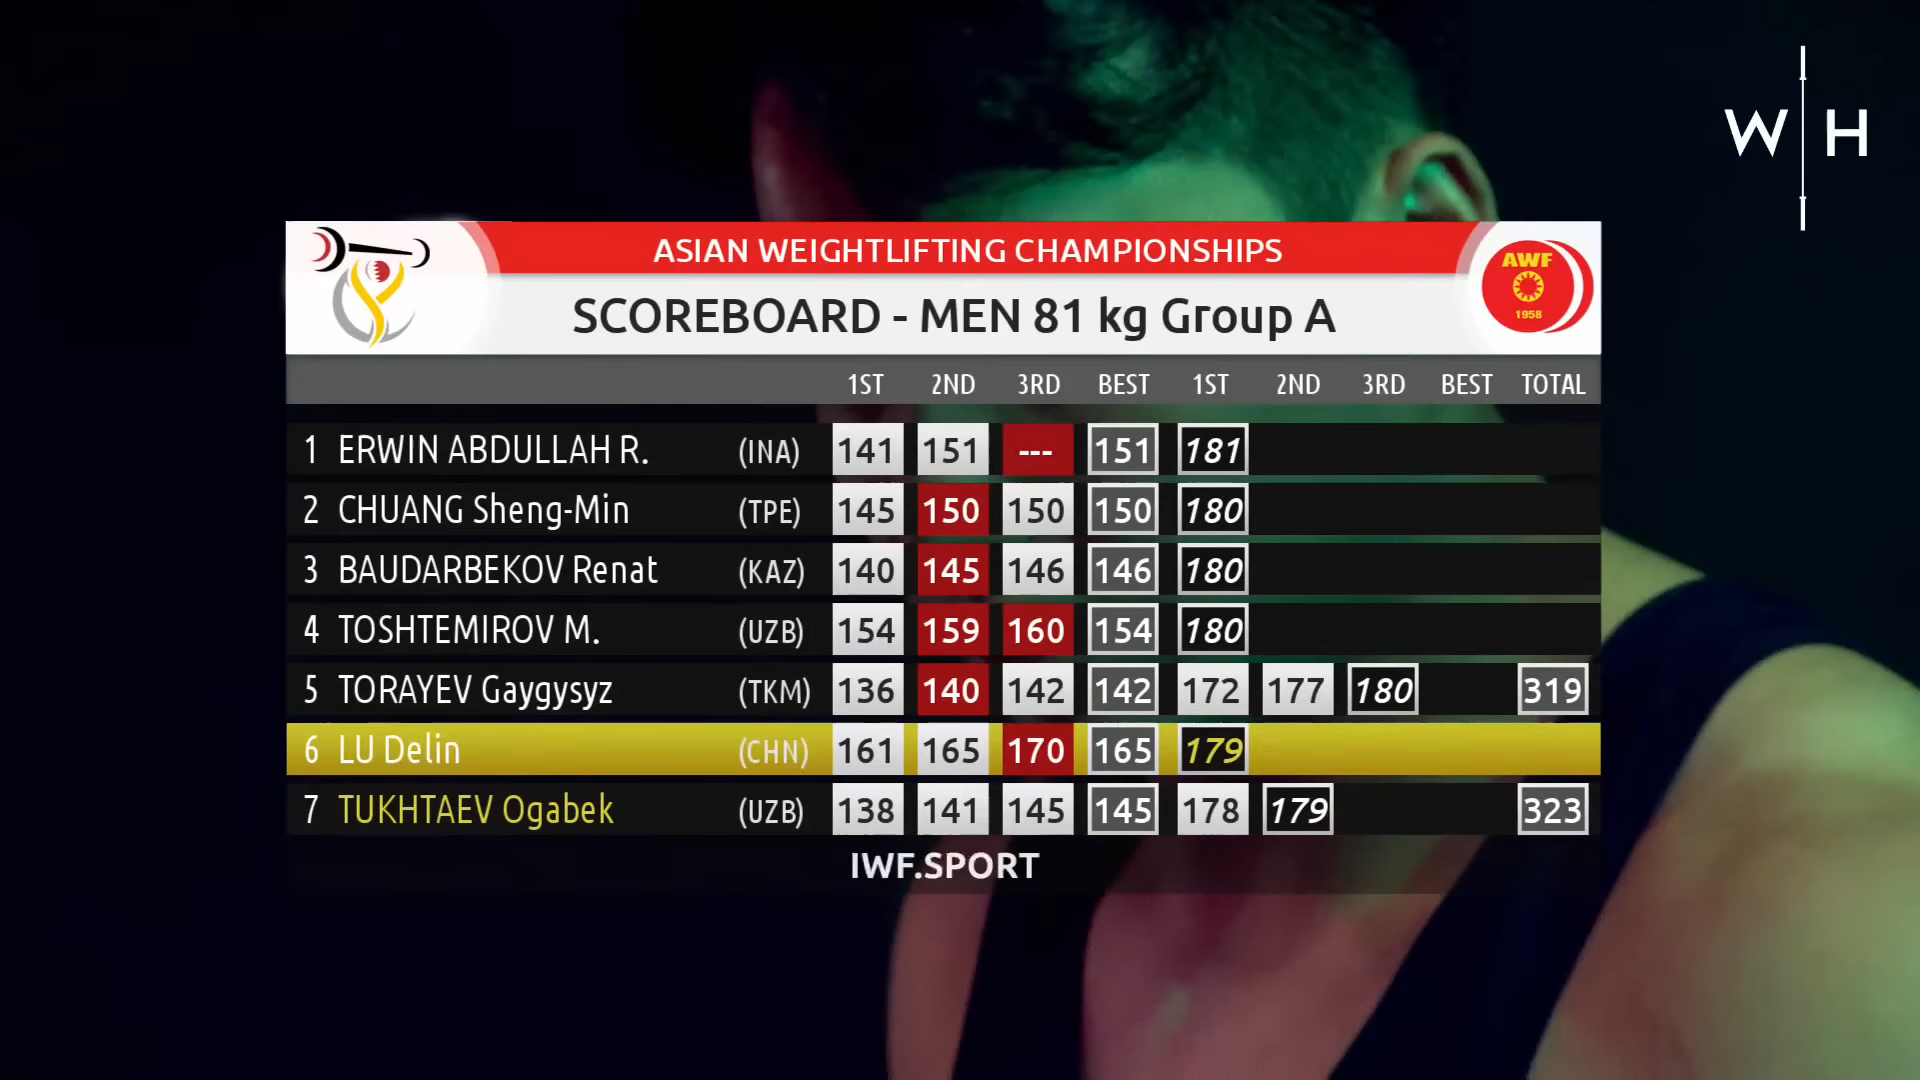 W H
ASIAN WEIGHTLIFTING CHAMPIONSHIPS
AWF
1958
SCOREBOARD - MEN 81 kg Group A
1ST 2ND 3RD BEST 1ST 2ND 3RD BEST TOTAL
1 ERWIN ABDULLAH R. (INA) 141 151 --- 151 181
2 CHUANG Sheng-Min (TPE) 145 150 150 150 180
3 BAUDARBEKOV Renat (KAZ) 140 145 146 146 180
4 TOSHTEMIROV M. (UZB) 154 159 160 154 180
5 TORAYEV Gaygysyz (TKM) 136 140 142 142 172 177 180 319
6 LU Delin (CHN) 161 165 170 165 179
7 TUKHTAEV Ogabek (UZB) 138 141 145 145 178 179 323
IWF.SPORT